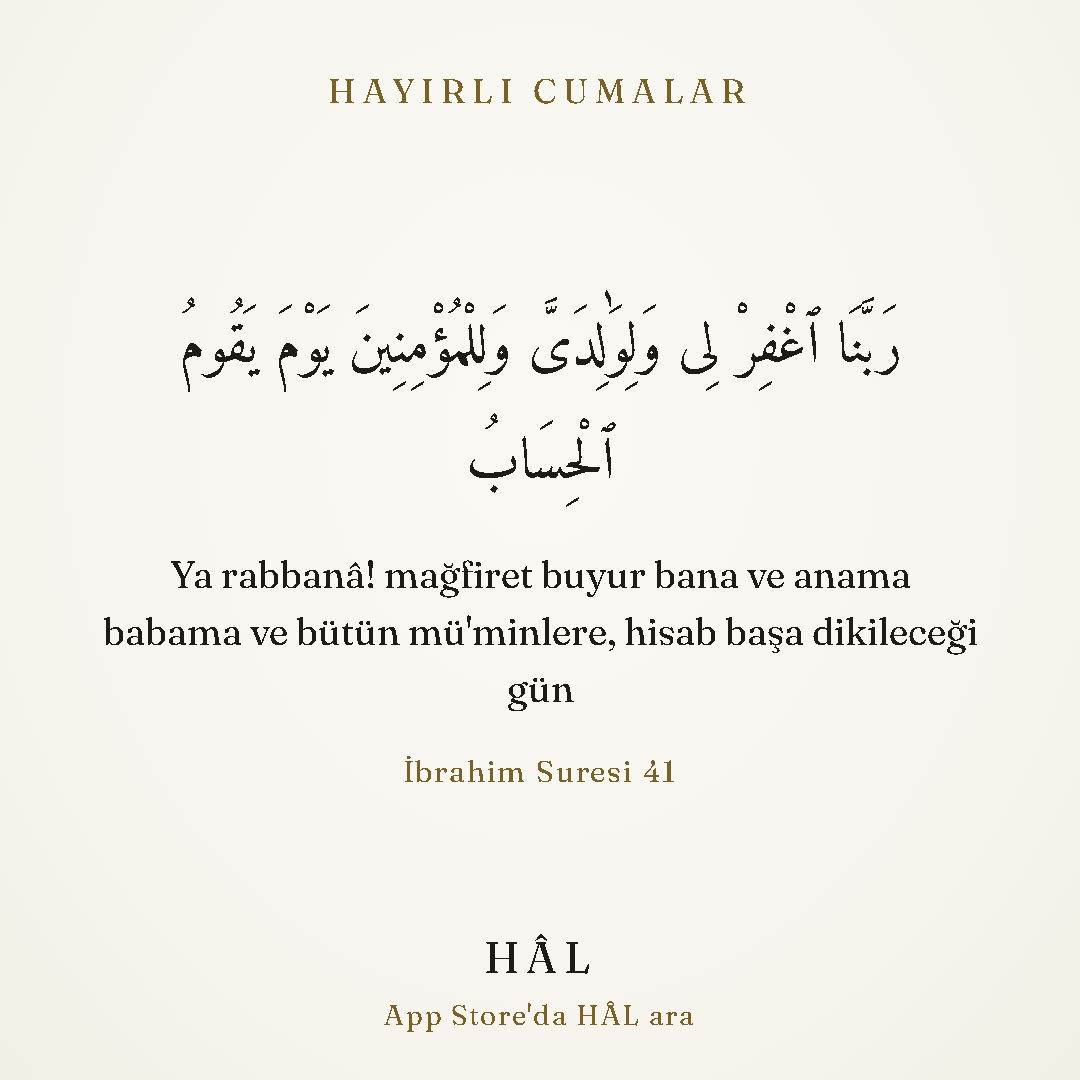 HAYIRLI CUMALAR
رَبَّنَا ٱغْفِرْ لِى وَلِوَٰلِدَىَّ وَلِلْمُؤْمِنِينَ يَوْمَ يَقُومُ
ٱلْحِسَابُ
Ya rabbanâ! mağfiret buyur bana ve anama
babama ve bütün mü'minlere, hisab başa dikileceği
gün
İbrahim Suresi 41
HÂL
App Store'da HÂL ara